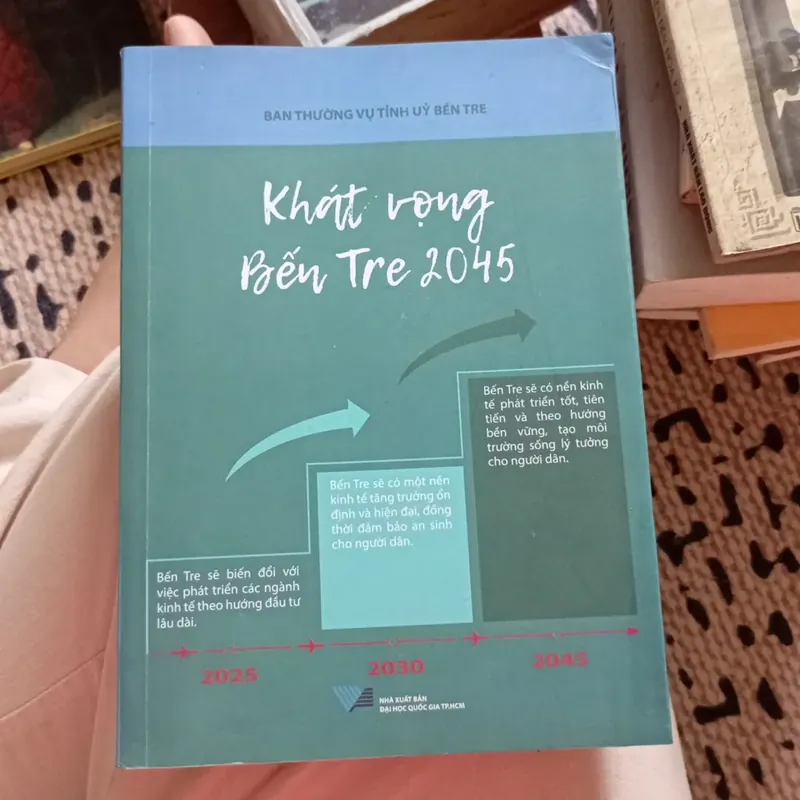 BAN THƯỜNG VỤ TỈNH UỶ BẾN TRE
Khát vọng
Bến Tre 2045
Bến Tre sẽ có nền kinh
tế phát triển tốt, tiên
tiến và theo hướng
bền vững, tạo môi
trường sống lý tưởng
cho người dân.
Bến Tre sẽ có một nền
kinh tế tăng trưởng ổn
định và hiện đại, đồng
thời đảm bảo an sinh
cho người dân.
Bến Tre sẽ biến đổi với
việc phát triển các ngành
kinh tế theo hướng đầu tư
lâu dài.
2025
2030
2045
NHÀ XUẤT BẢN
ĐẠI HỌC QUỐC GIA TP.HCM